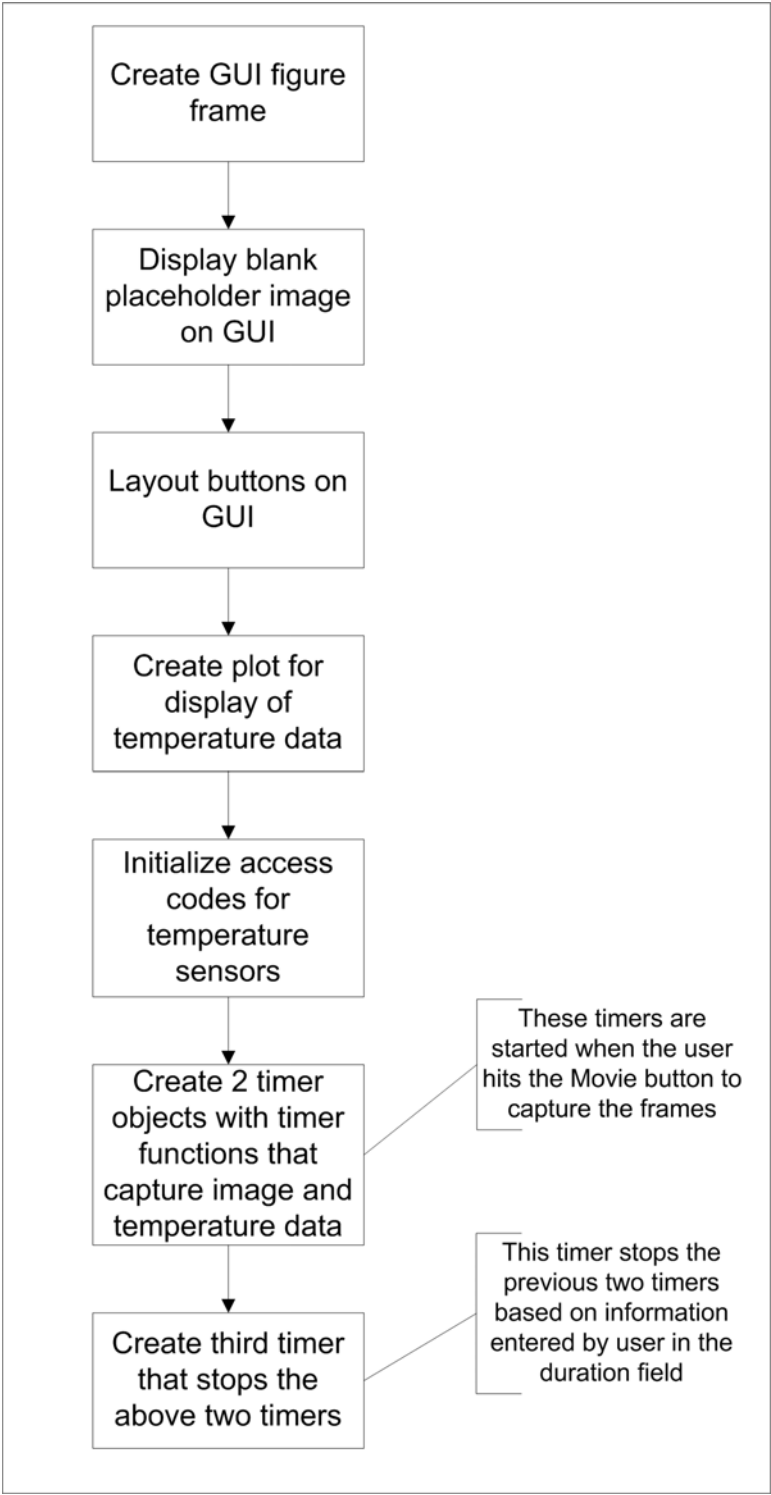 Create GUI figure
frame
Display blank
placeholder image
on GUI
Layout buttons on
GUI
Create plot for
display of
temperature data
Initialize access
codes for
temperature
sensors
Create 2 timer
objects with timer
functions that
capture image and
temperature data
These timers are
started when the user
hits the Movie button to
capture the frames
Create third timer
that stops the
above two timers
This timer stops the
previous two timers
based on information
entered by user in the
duration field